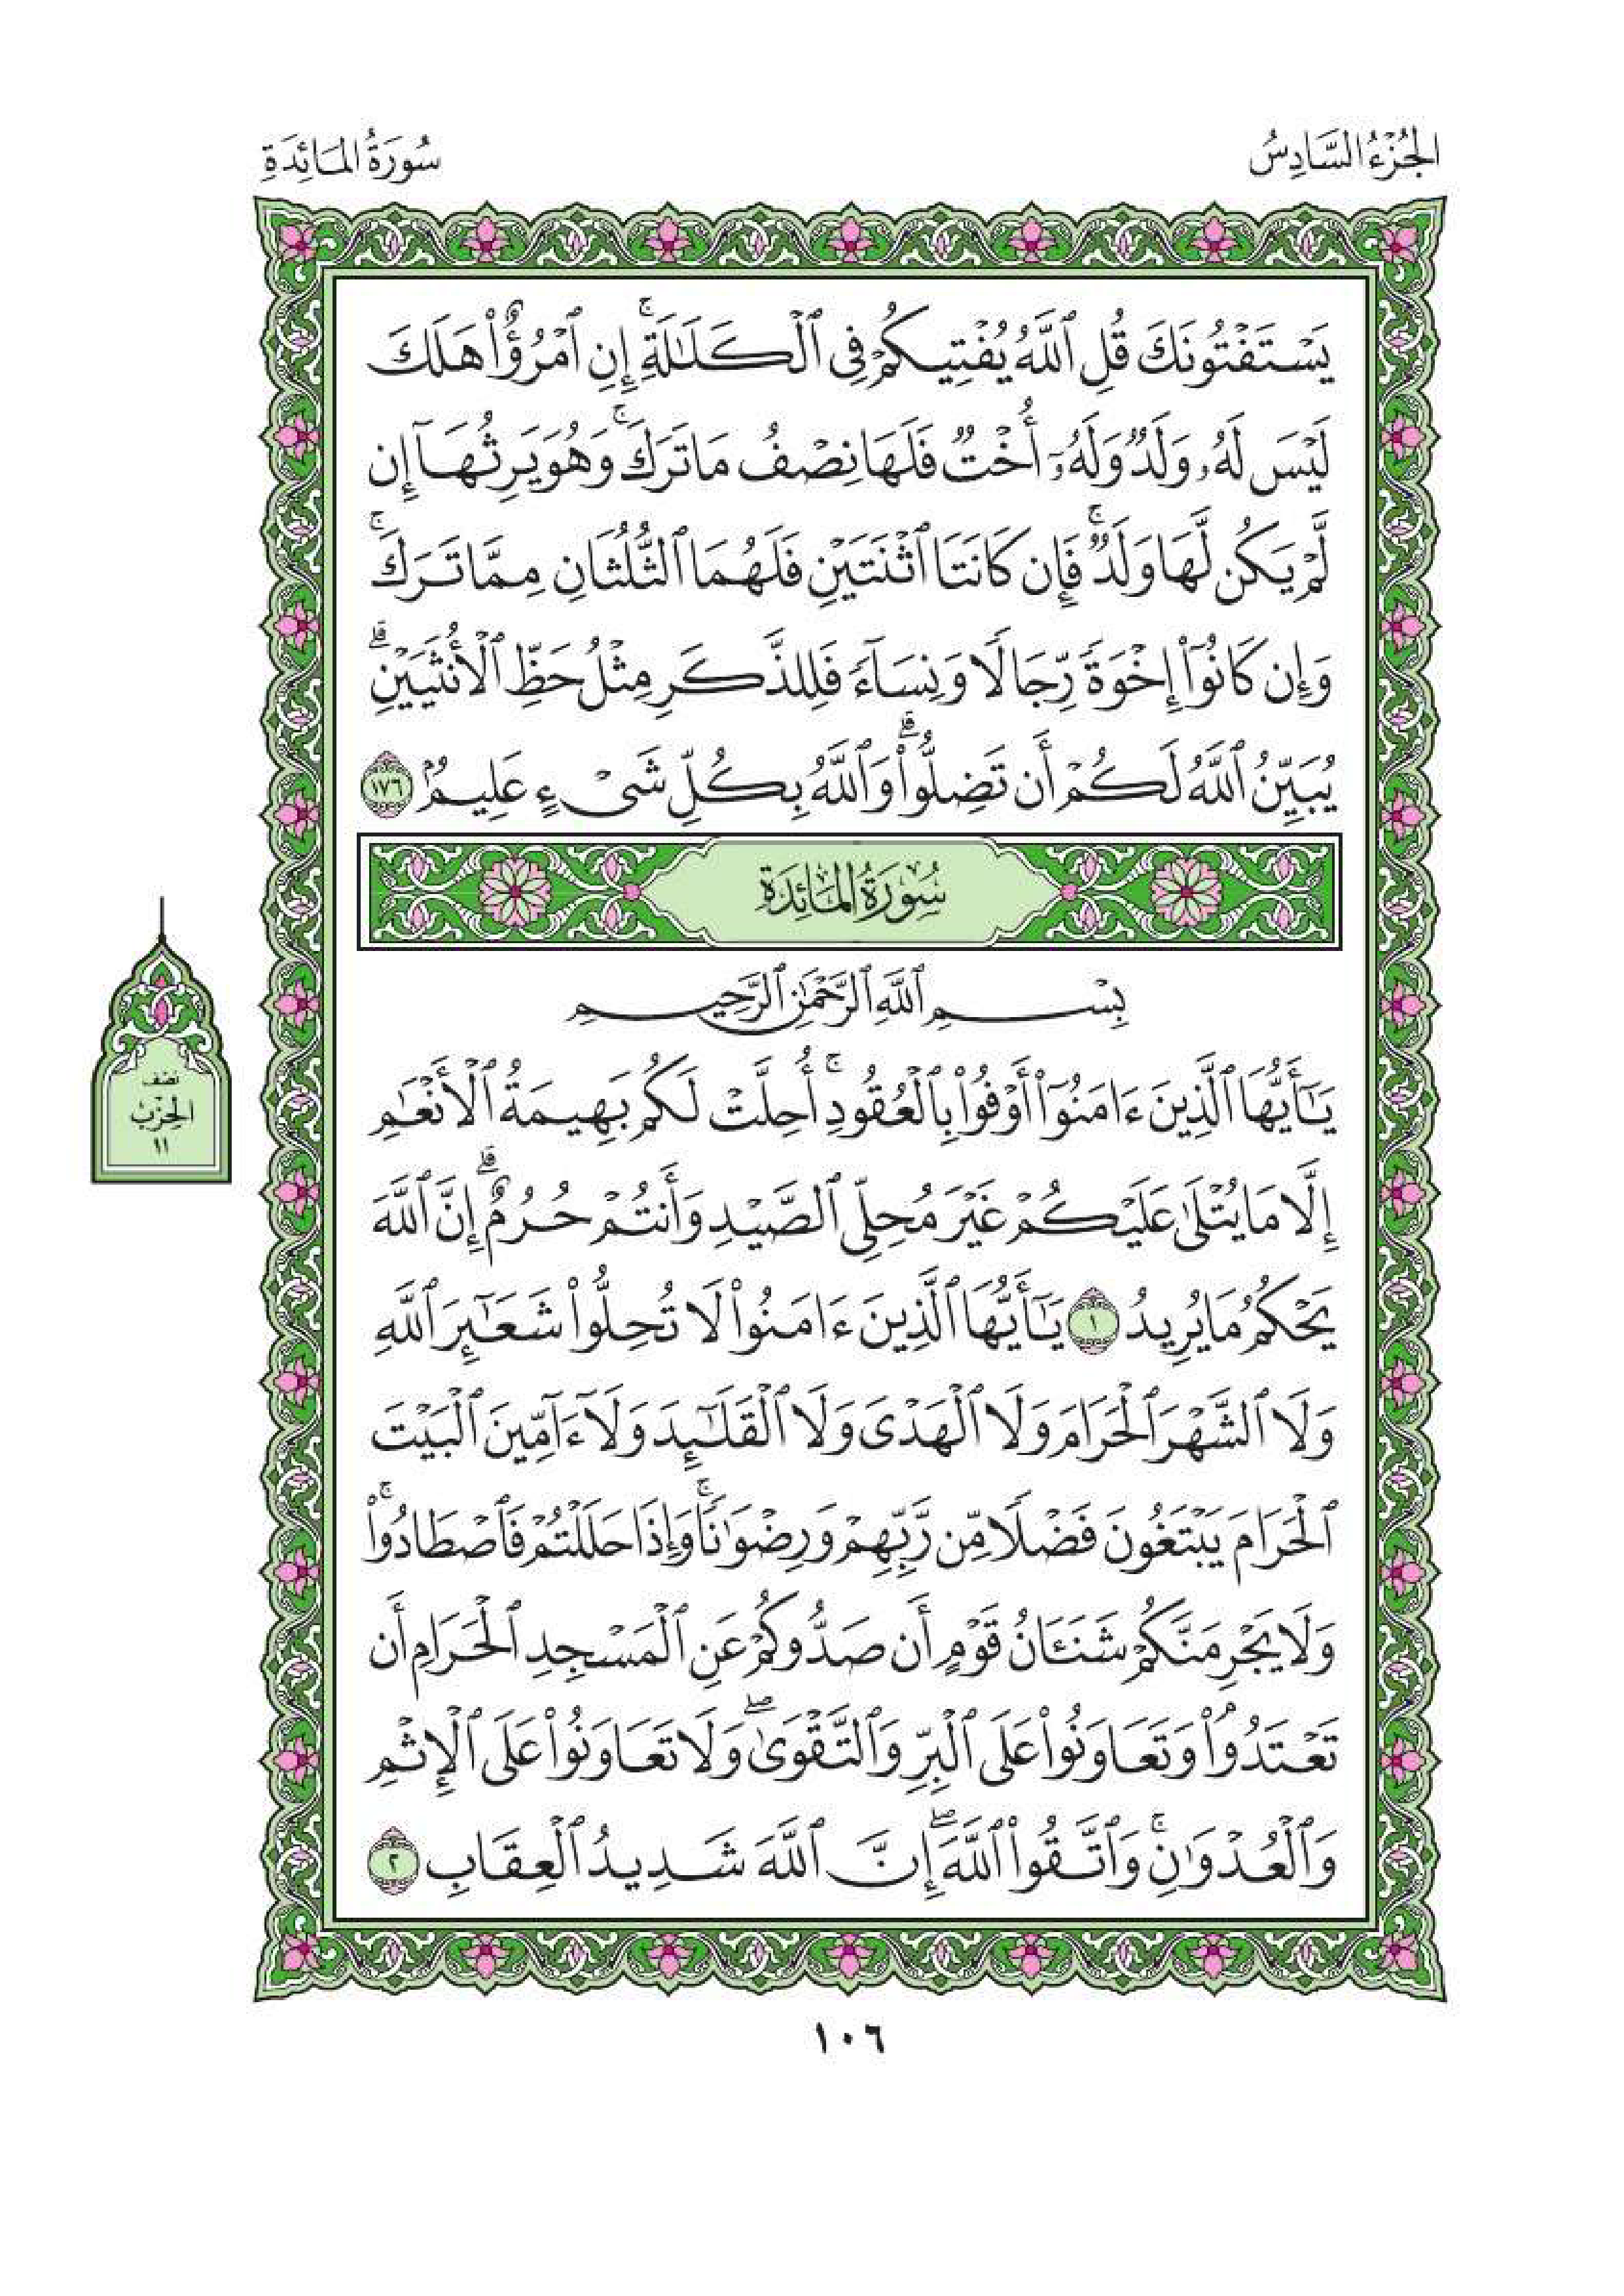 الجُزْءُ السَّادِسُ
سُورَةُ المَائِدَةِ
يَسْتَفْتُونَكَ قُلِ ٱللَّهُ يُفْتِيكُمْ فِى ٱلْكَلَـٰلَةِ ۚ إِنِ ٱمْرُؤٌا۟ هَلَكَ
لَيْسَ لَهُۥ وَلَدٌ وَلَهُۥٓ أُخْتٌ فَلَهَا نِصْفُ مَا تَرَكَ ۚ وَهُوَ يَرِثُهَآ إِن
لَّمْ يَكُن لَّهَا وَلَدٌ ۚ فَإِن كَانَتَا ٱثْنَتَيْنِ فَلَهُمَا ٱلثُّلُثَانِ مِمَّا تَرَكَ ۚ
وَإِن كَانُوٓا۟ إِخْوَةً رِّجَالًا وَنِسَآءً فَلِلذَّكَرِ مِثْلُ حَظِّ ٱلْأُنثَيَيْنِ ۗ
يُبَيِّنُ ٱللَّهُ لَكُمْ أَن تَضِلُّوا۟ ۗ وَٱللَّهُ بِكُلِّ شَىْءٍ عَلِيمٌۢ ١٧٦
سُورَةُ المَائِدَةِ
بِسْمِ ٱللَّهِ ٱلرَّحْمَـٰنِ ٱلرَّحِيمِ
يَـٰٓأَيُّهَا ٱلَّذِينَ ءَامَنُوٓا۟ أَوْفُوا۟ بِٱلْعُقُودِ ۚ أُحِلَّتْ لَكُم بَهِيمَةُ ٱلْأَنْعَـٰمِ
إِلَّا مَا يُتْلَىٰ عَلَيْكُمْ غَيْرَ مُحِلِّى ٱلصَّيْدِ وَأَنتُمْ حُرُمٌ ۗ إِنَّ ٱللَّهَ
يَحْكُمُ مَا يُرِيدُ ١ يَـٰٓأَيُّهَا ٱلَّذِينَ ءَامَنُوا۟ لَا تُحِلُّوا۟ شَعَـٰٓئِرَ ٱللَّهِ
وَلَا ٱلشَّهْرَ ٱلْحَرَامَ وَلَا ٱلْهَدْىَ وَلَا ٱلْقَلَـٰٓئِدَ وَلَآ ءَآمِّينَ ٱلْبَيْتَ
ٱلْحَرَامَ يَبْتَغُونَ فَضْلًا مِّن رَّبِّهِمْ وَرِضْوَٰنًا ۚ وَإِذَا حَلَلْتُمْ فَٱصْطَادُوا۟ ۚ
وَلَا يَجْرِمَنَّكُمْ شَنَـَٔانُ قَوْمٍ أَن صَدُّوكُمْ عَنِ ٱلْمَسْجِدِ ٱلْحَرَامِ أَن
تَعْتَدُوا۟ ۘ وَتَعَاوَنُوا۟ عَلَى ٱلْبِرِّ وَٱلتَّقْوَىٰ ۖ وَلَا تَعَاوَنُوا۟ عَلَى ٱلْإِثْمِ
وَٱلْعُدْوَٰنِ ۚ وَٱتَّقُوا۟ ٱللَّهَ ۖ إِنَّ ٱللَّهَ شَدِيدُ ٱلْعِقَابِ ٢
نصف
الحِزْبِ
١١
١٠٦